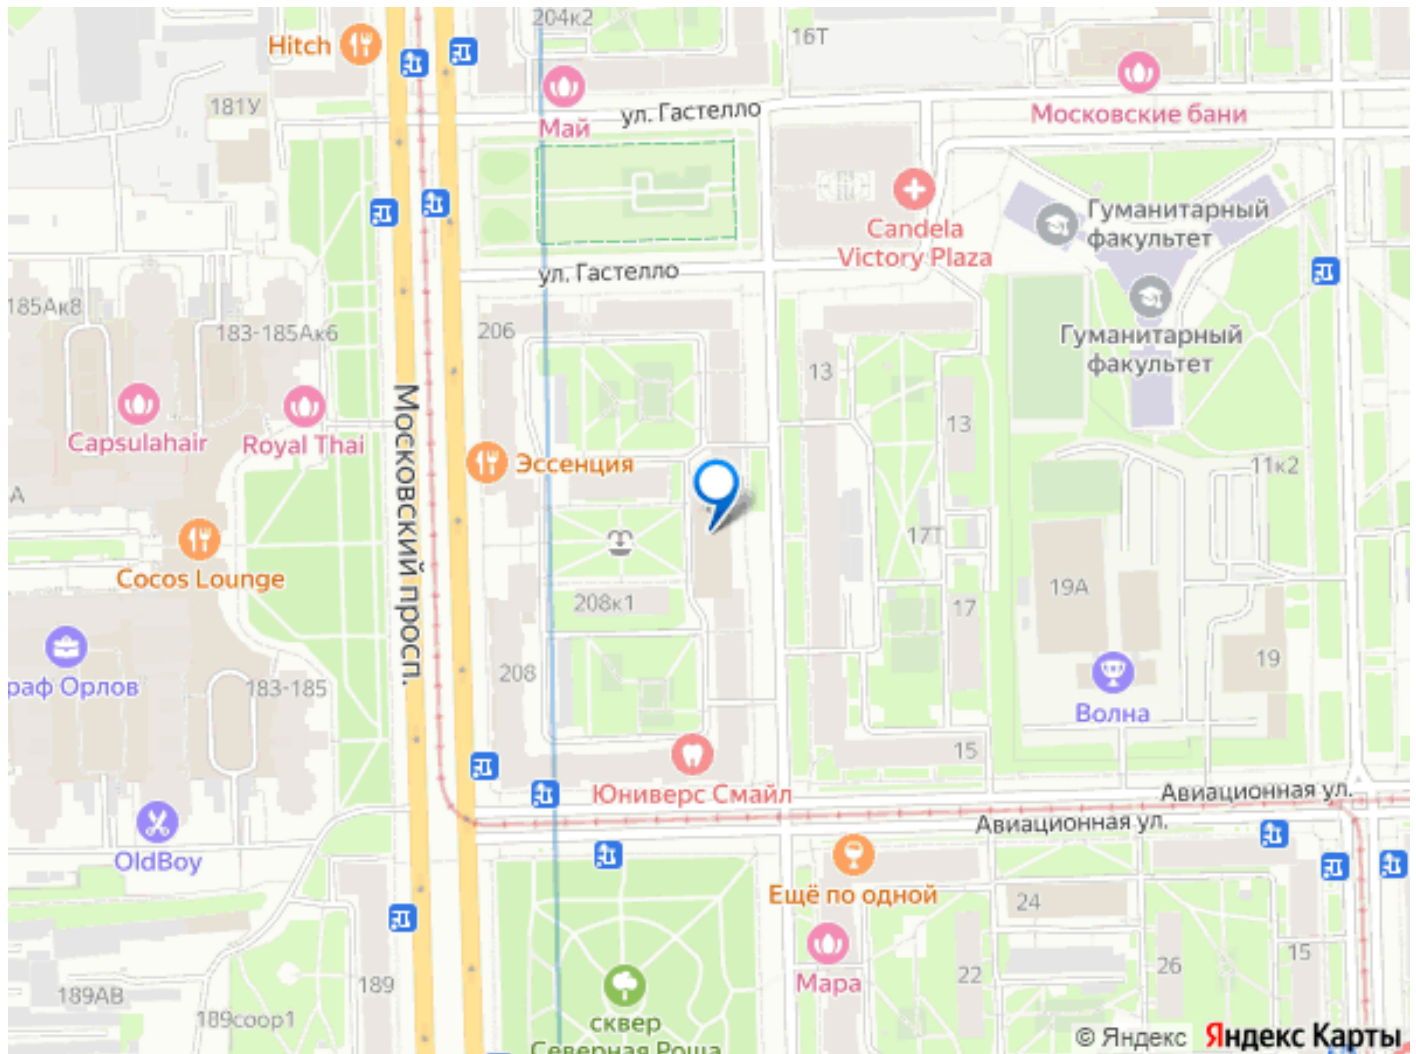 204к2
Hitch
16Т
181У
Май
ул. Гастелло
Московские бани
Candela
Victory Plaza
Гуманитарный
факультет
ул. Гастелло
185Ак8
183-185Ак6
206
13
Гуманитарный
факультет
Capsulahair
Royal Thai
Московский просп.
13
Эссенция
11к2
А
17Т
Cocos Lounge
208к1
17
19А
раф Орлов
183-185
208
19
Волна
15
Юниверс Смайл
Авиационная ул.
Авиационная ул.
OldBoy
Ещё по одной
24
189АВ
189
Мара
22
26
15
189соор1
сквер
Северная Роща
© Яндекс Яндекс Карты